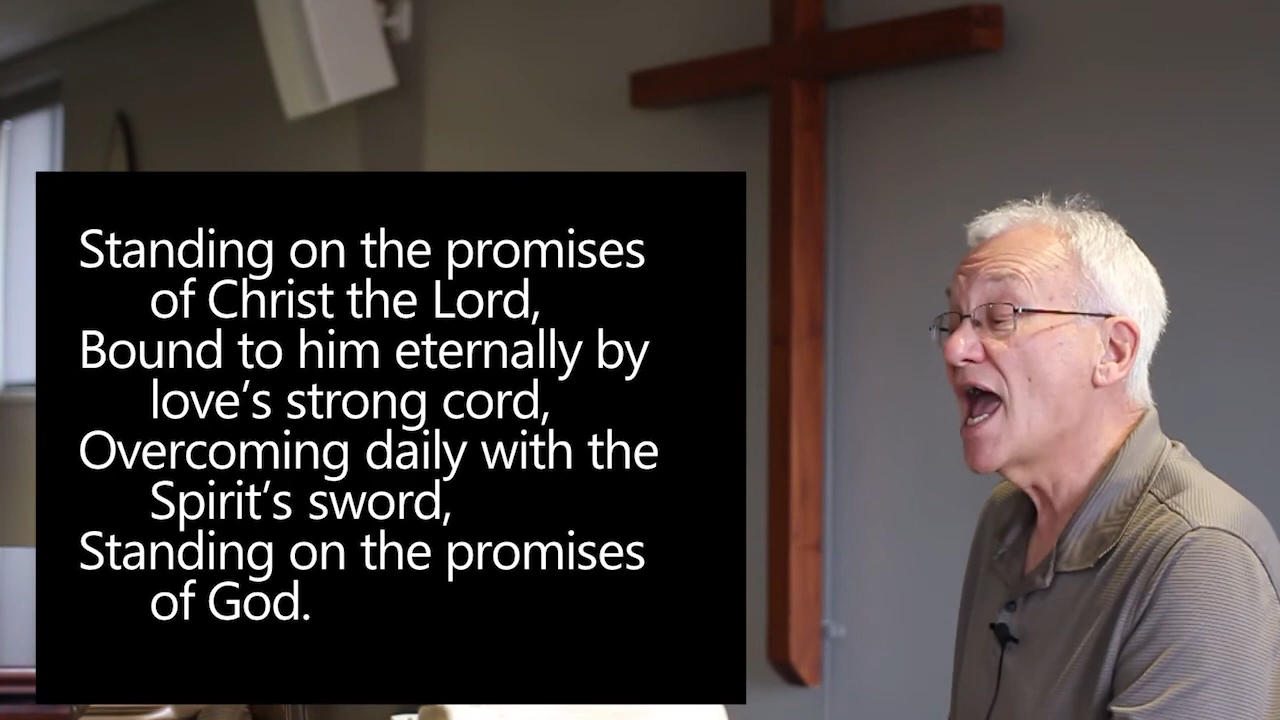 Standing on the promises
of Christ the Lord,
Bound to him eternally by
love’s strong cord,
Overcoming daily with the
Spirit’s sword,
Standing on the promises
of God.